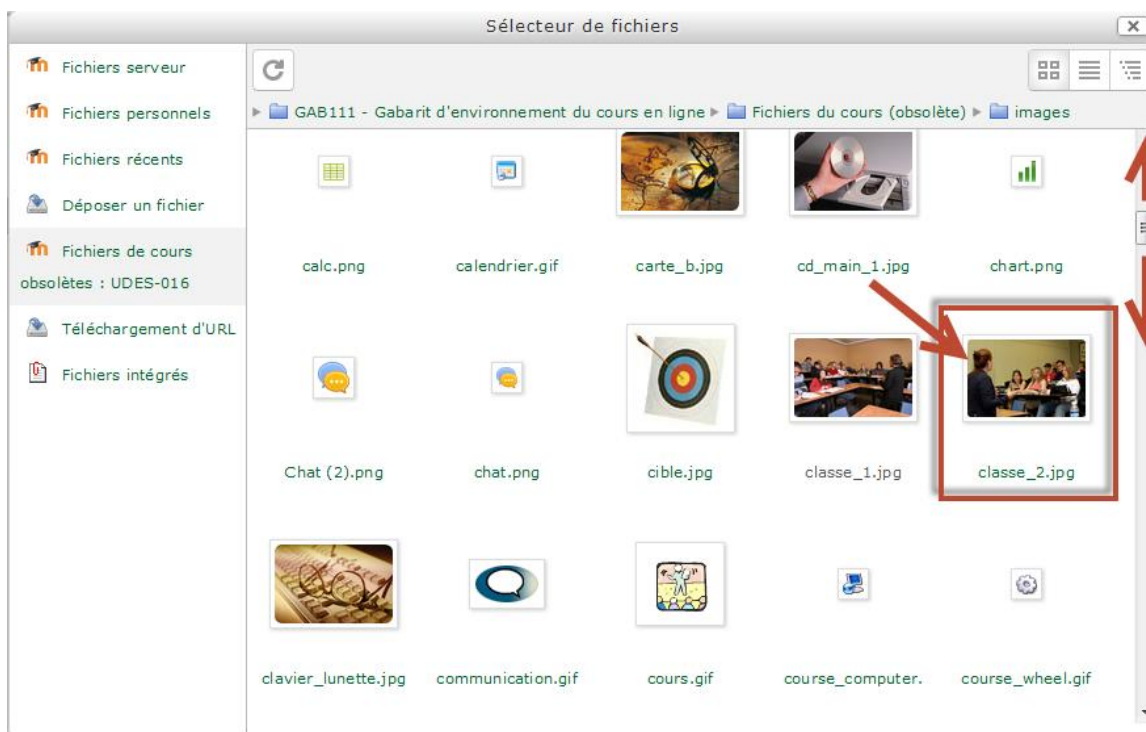 Sélecteur de fichiers
Fichiers serveur
Fichiers personnels
Fichiers récents
Déposer un fichier
Fichiers de cours
obsolètes : UDES-016
Téléchargement d'URL
Fichiers intégrés
GAB111 - Gabarit d'environnement du cours en ligne Fichiers du cours (obsolète) images
calc.png calendrier.gif carte_b.jpg cd_main_1.jpg chart.png
Chat (2).png chat.png cible.jpg classe_1.jpg classe_2.jpg
clavier_lunette.jpg communication.gif cours.gif course_computer. course_wheel.gif